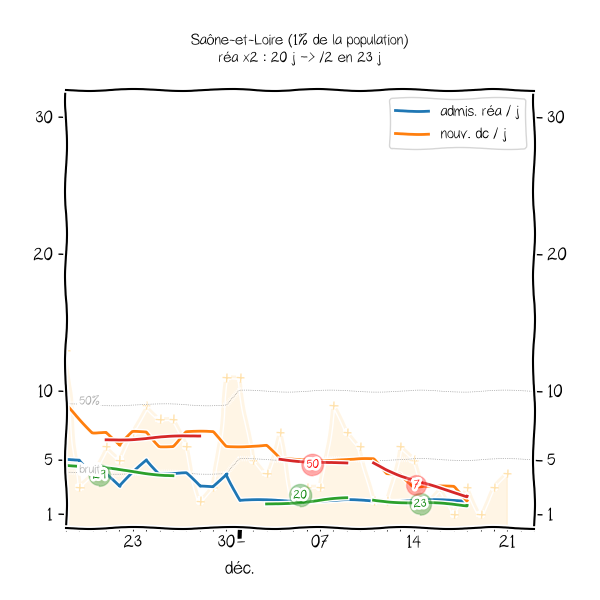 Saône-et-Loire (1% de la population)
réa x2 : 20 j -> /2 en 23 j
admis. réa / j
nouv. dc / j
30 30
20 20
10 10
50%
5 5
bruit
50
7
20
23
1 1
23 30 07 14 21
déc.